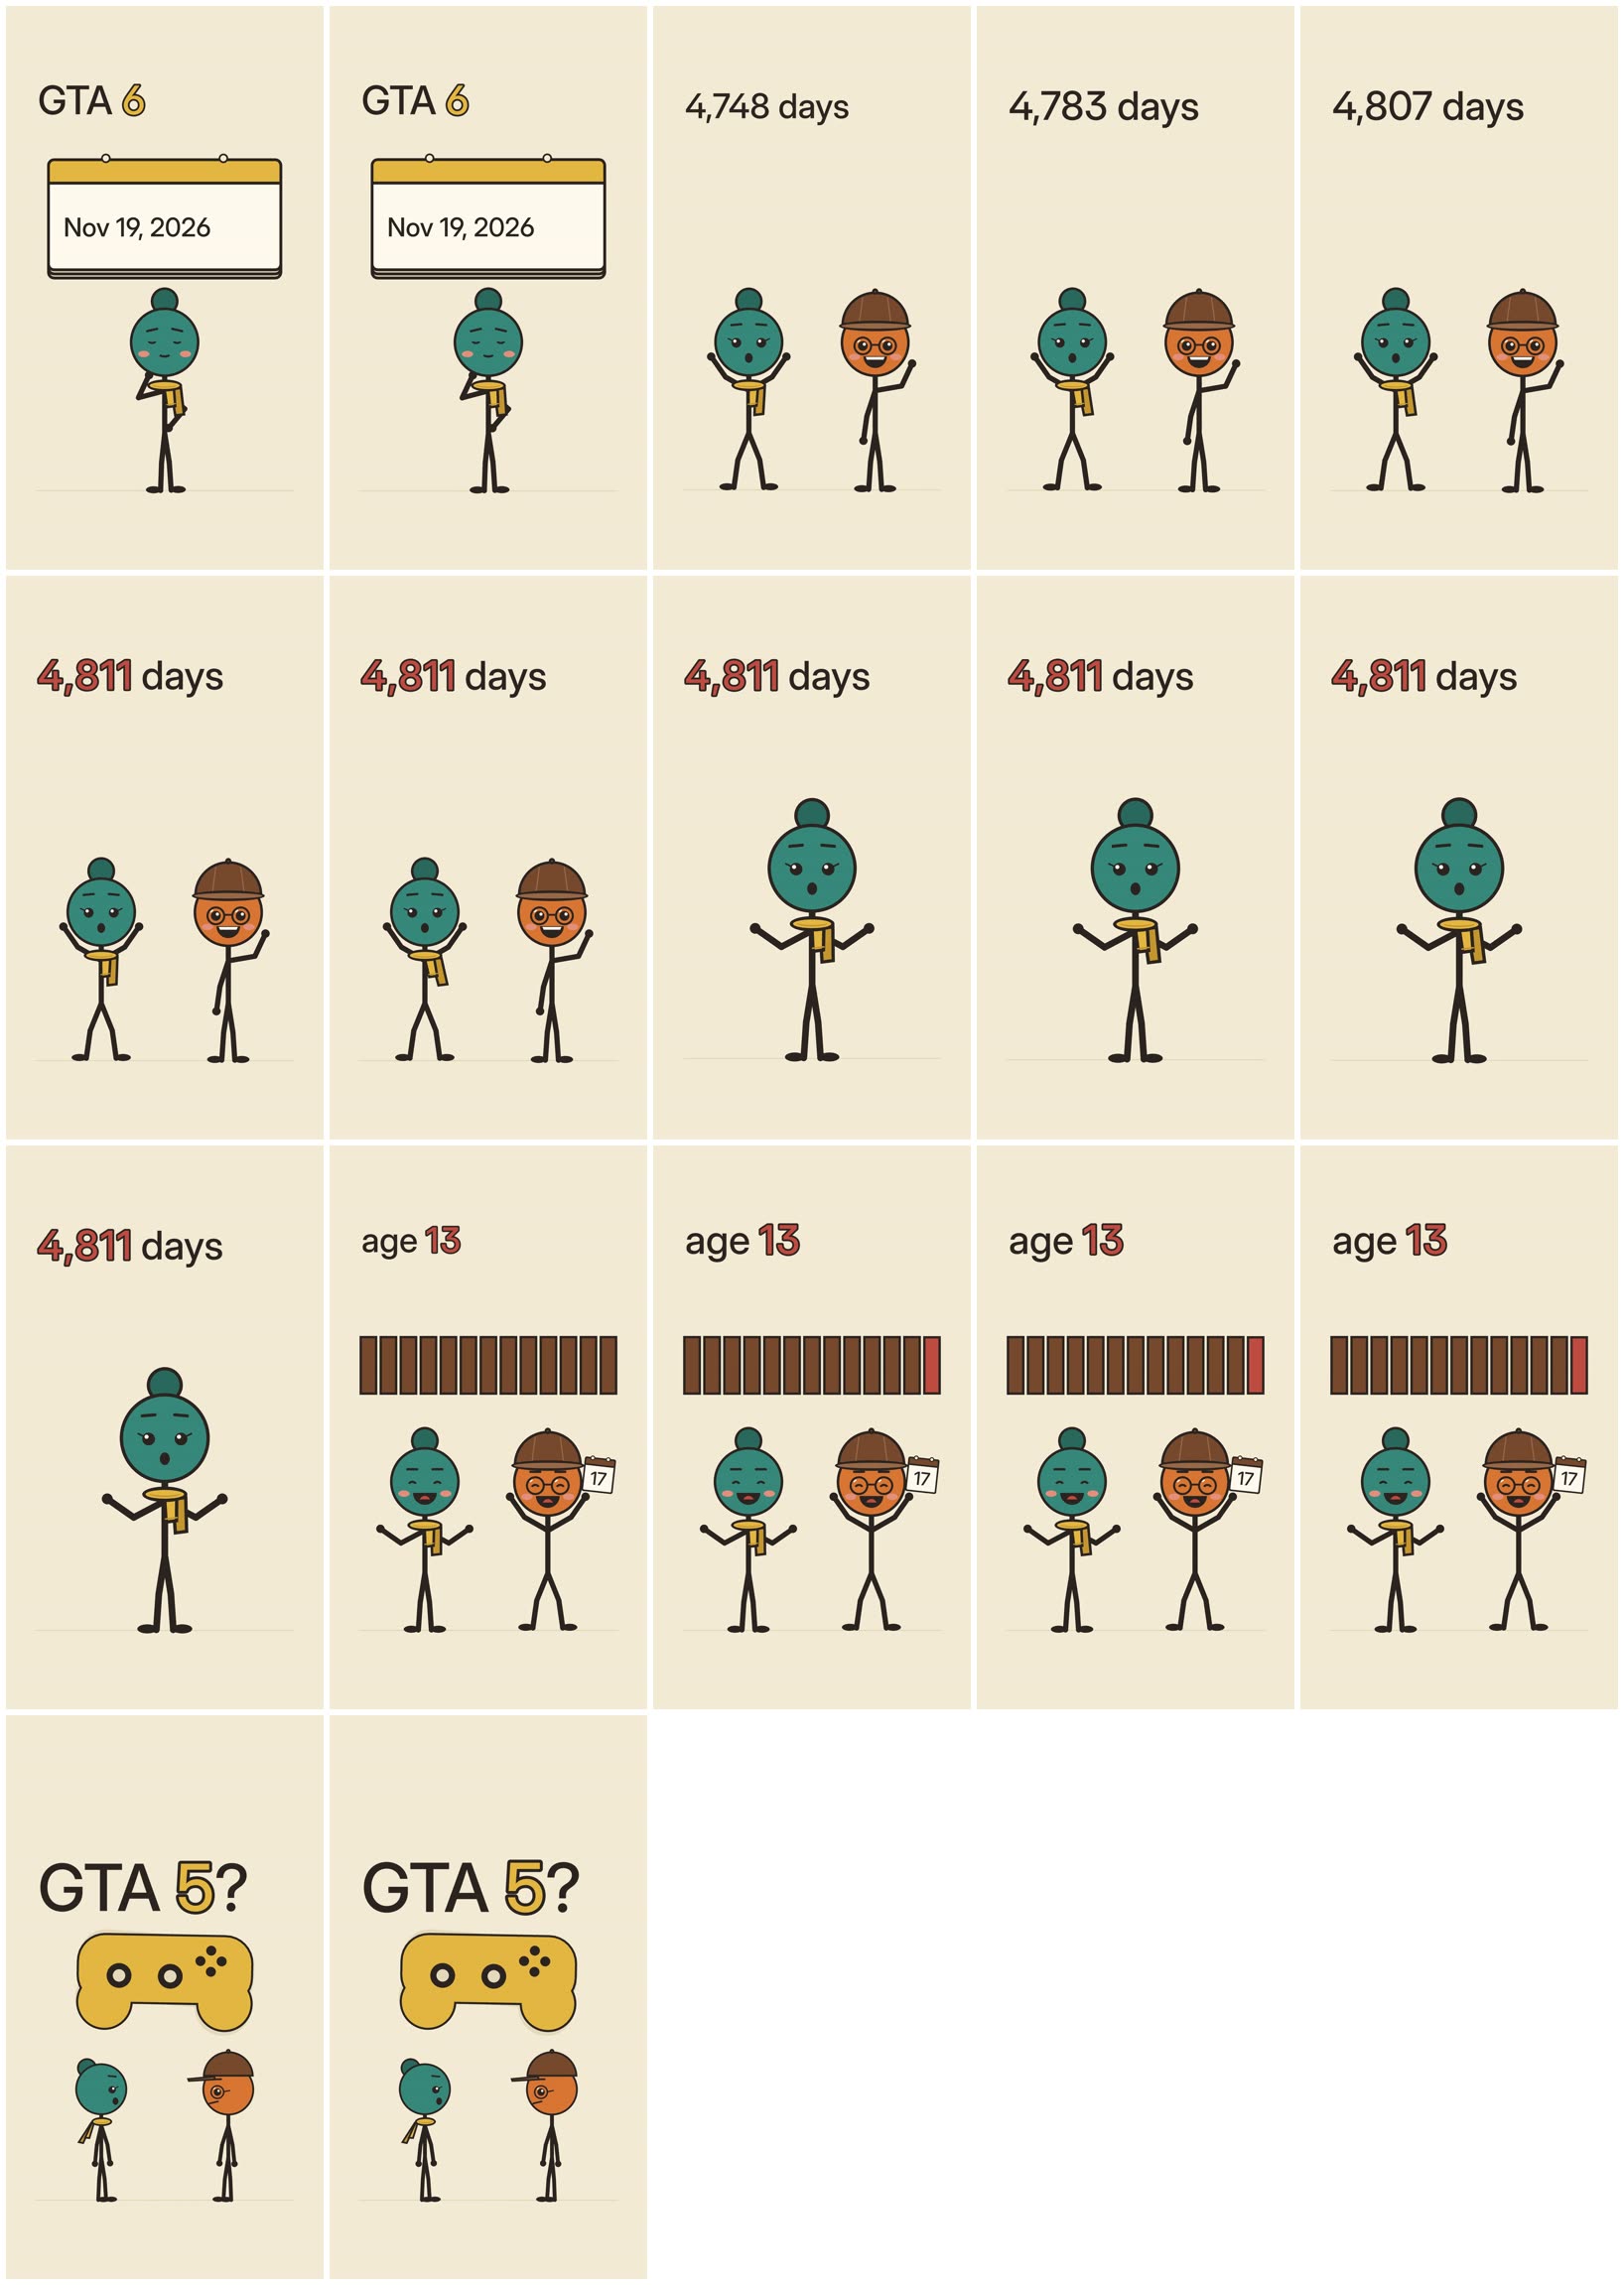 GTA 6
Nov 19, 2026
GTA 6
Nov 19, 2026
4,748 days
4,783 days
4,807 days
4,811 days
4,811 days
4,811 days
4,811 days
4,811 days
4,811 days
age 13
17
age 13
17
age 13
17
age 13
17
GTA 5?
GTA 5?